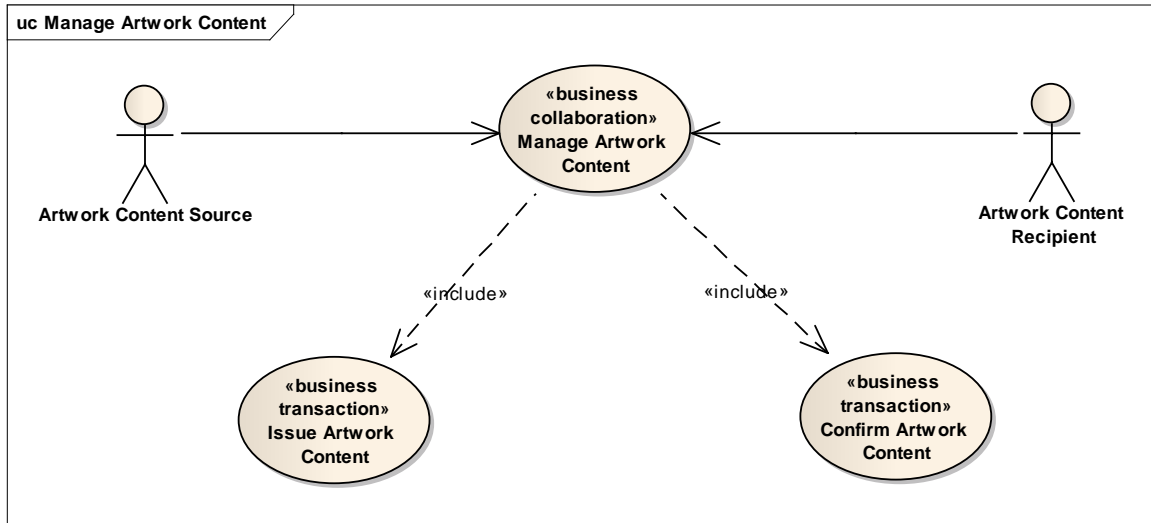 uc Manage Artwork Content
«business
collaboration»
Manage Artwork
Content
Artwork Content Source
Artwork Content
Recipient
«include»
«include»
«business
transaction»
Issue Artwork
Content
«business
transaction»
Confirm Artwork
Content